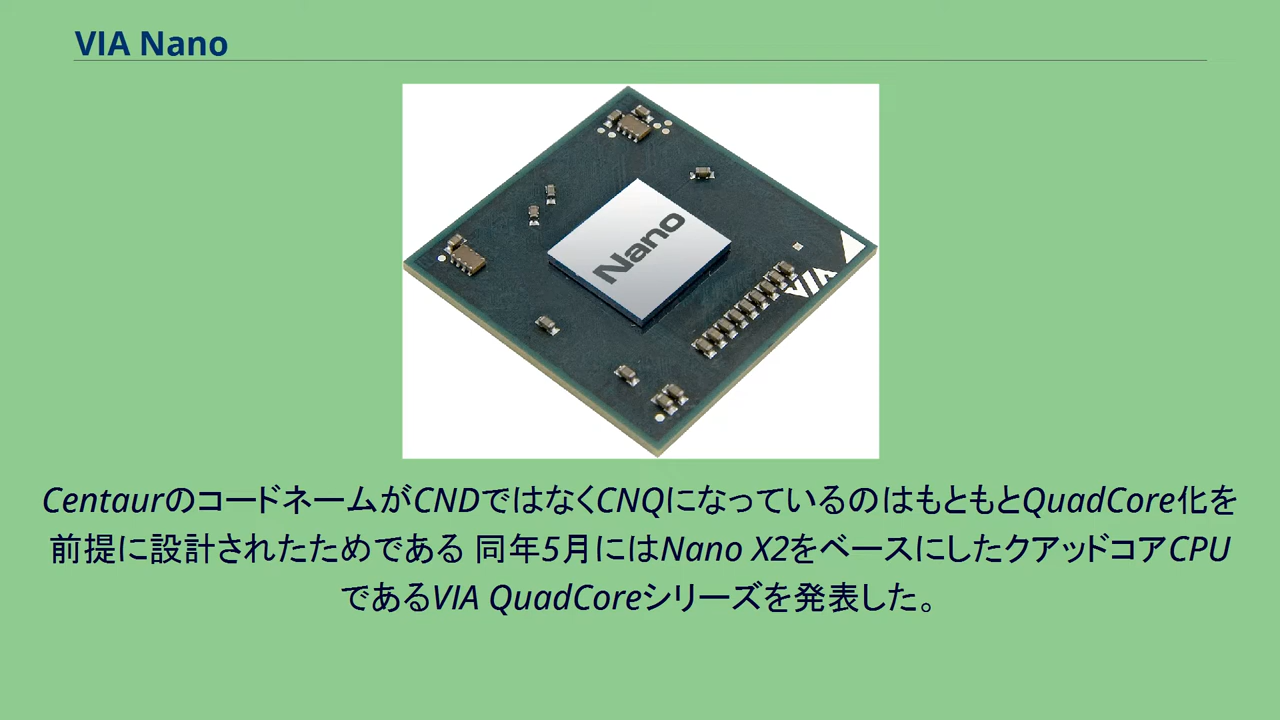 VIA Nano
Nano
VIA
CentaurのコードネームがCNDではなくCNQになっているのはもともとQuadCore化を
前提に設計されたためである 同年5月にはNano X2をベースにしたクアッドコアCPU
であるVIA QuadCoreシリーズを発表した。